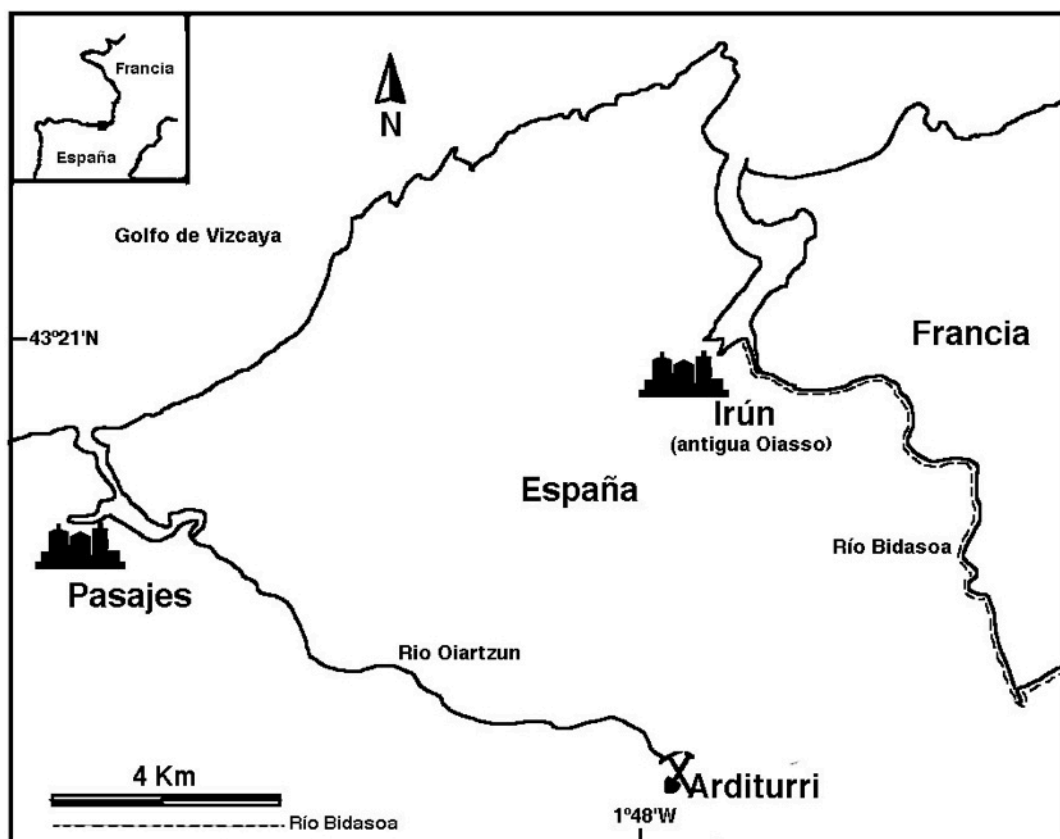 Francia
España
N
Golfo de Vizcaya
43º21'N
Francia
Irún
(antigua Oiasso)
España
Río Bidasoa
Pasajes
Rio Oiartzun
4 Km
Arditurri
1º48'W
Río Bidasoa